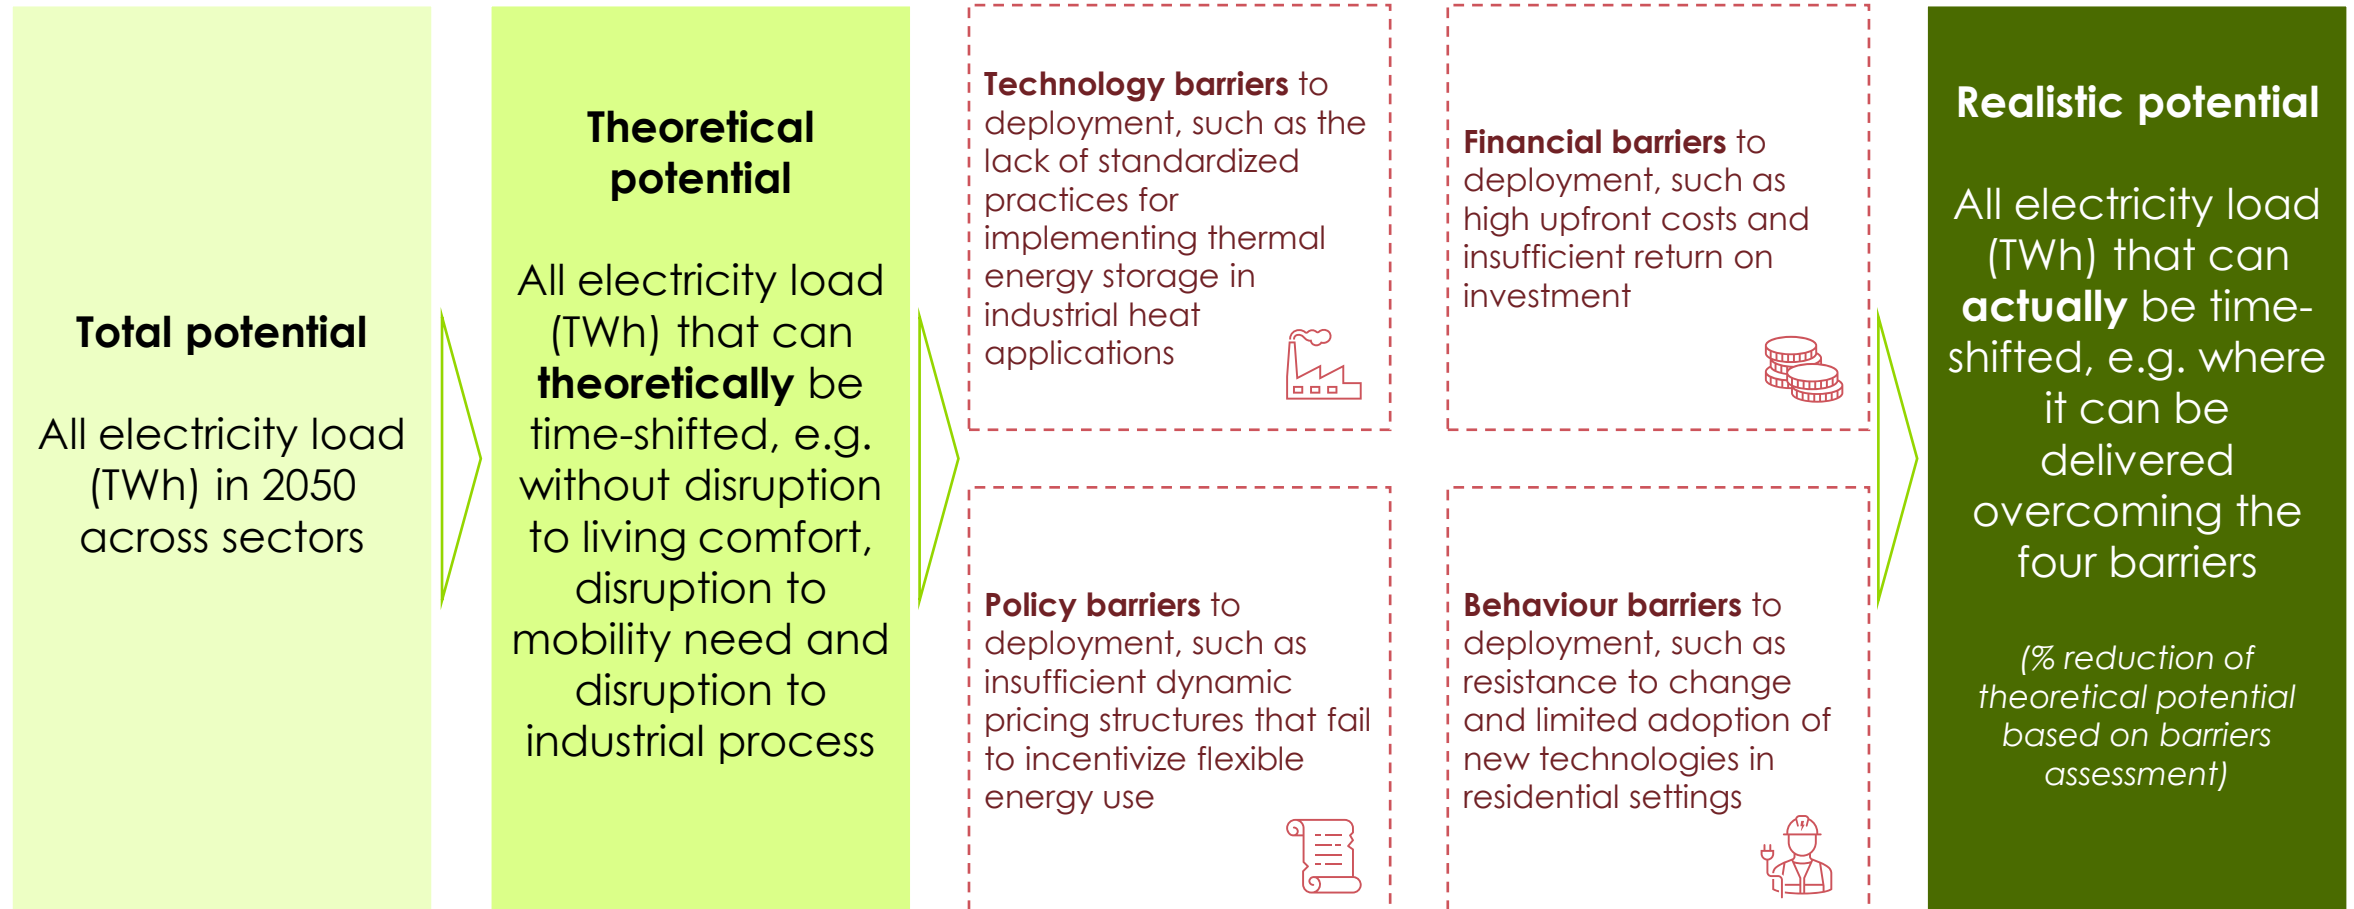 Total potential
All electricity load
(TWh) in 2050
across sectors
Theoretical
potential
All electricity load
(TWh) that can
theoretically be
time-shifted, e.g.
without disruption
to living comfort,
disruption to
mobility need and
disruption to
industrial process
Technology barriers to
deployment, such as the
lack of standardized
practices for
implementing thermal
energy storage in
industrial heat
applications
Financial barriers to
deployment, such as
high upfront costs and
insufficient return on
investment
Policy barriers to
deployment, such as
insufficient dynamic
pricing structures that fail
to incentivize flexible
energy use
Behaviour barriers to
deployment, such as
resistance to change
and limited adoption of
new technologies in
residential settings
Realistic potential
All electricity load
(TWh) that can
actually be time-
shifted, e.g. where
it can be
delivered
overcoming the
four barriers
(% reduction of
theoretical potential
based on barriers
assessment)